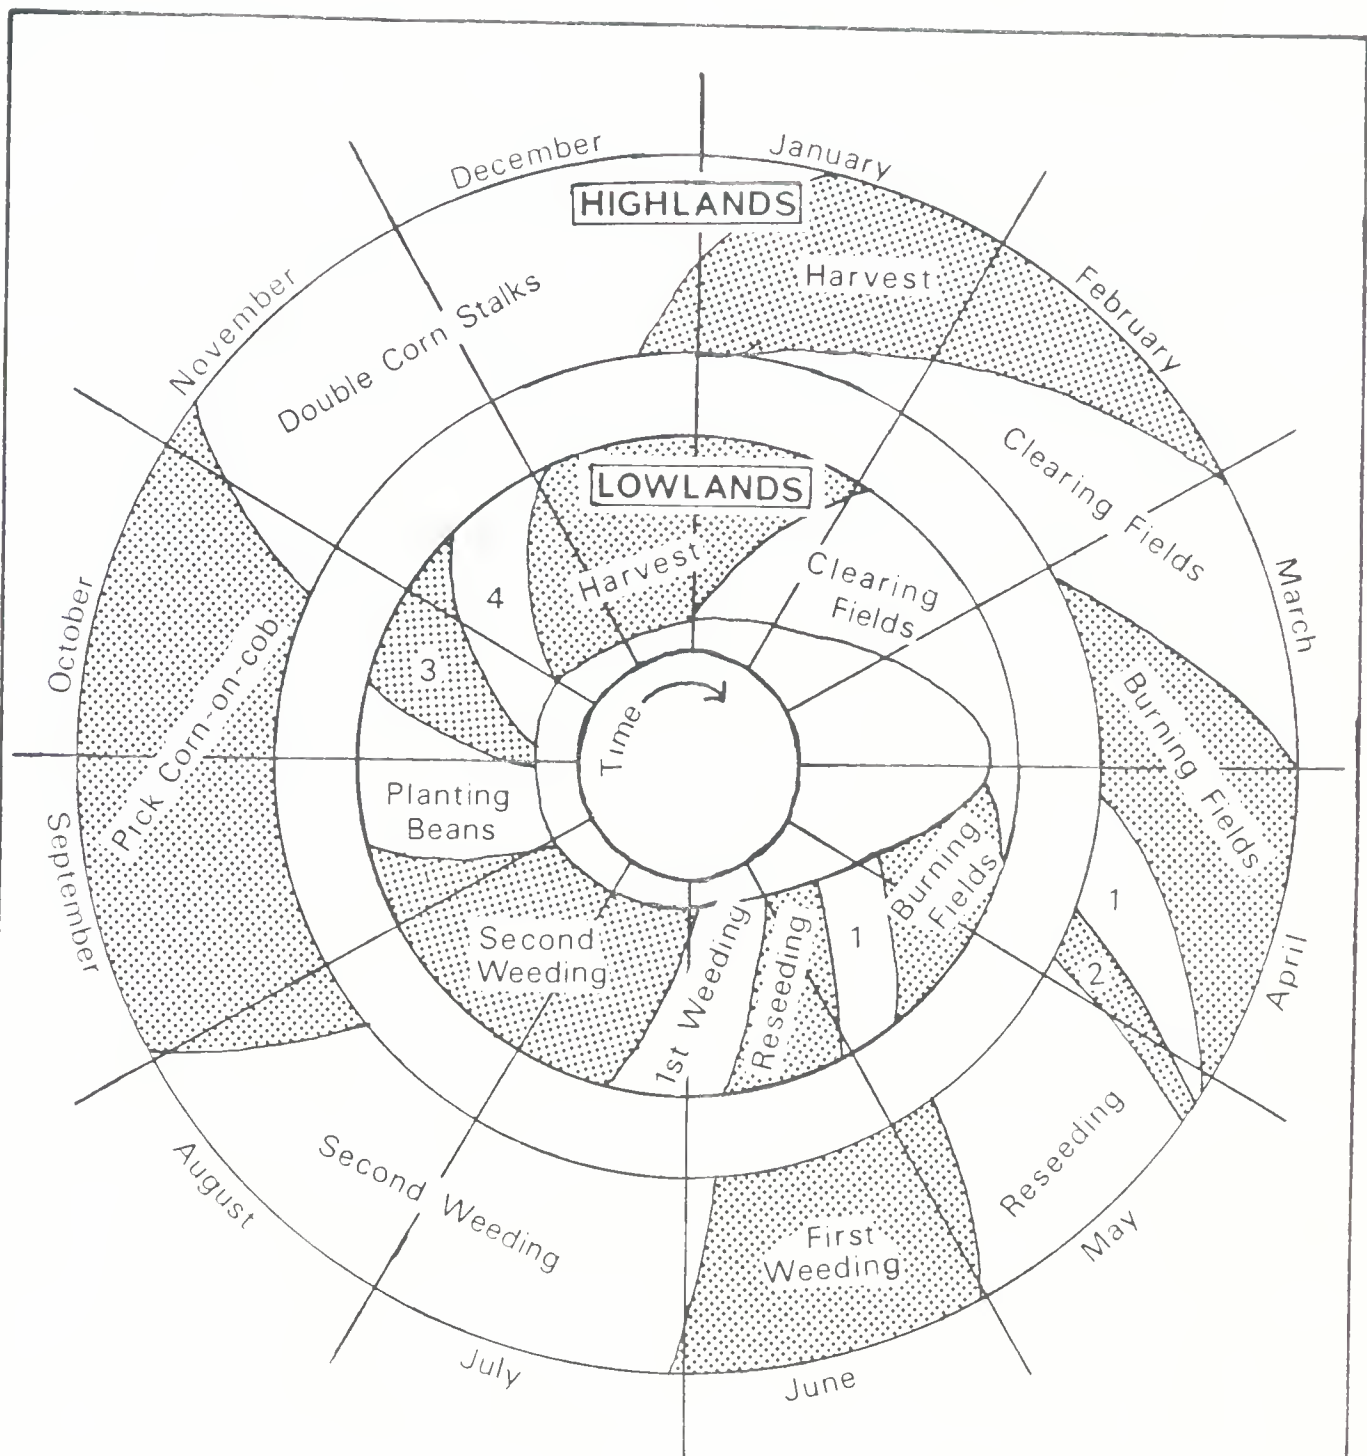 December
January
HIGHLANDS
Harvest
February
November
Double Corn Stalks
Clearing Fields
LOWLANDS
Harvest
Clearing
Fields
4
3
March
October
Pick Corn-on-cob
Time
Burning Fields
Planting
Beans
September
Burning
Fields
1
1
2
Second
Weeding
1st Weeding
Reseeding
April
Reseeding
May
First
Weeding
Second Weeding
August
July
June